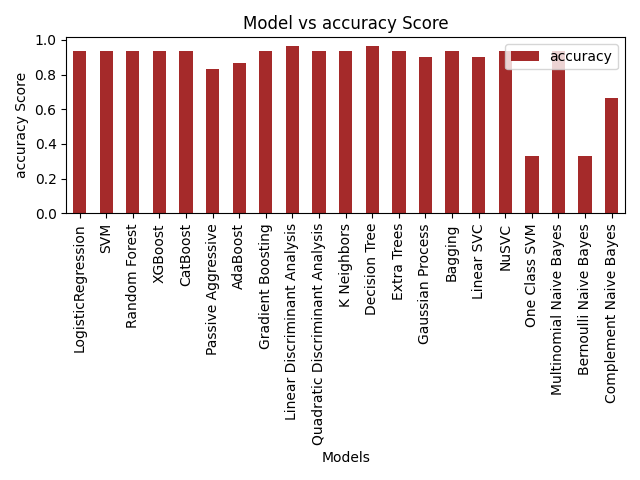 Model vs accuracy Score
accuracy
accuracy Score
1.0
0.8
0.6
0.4
0.2
0.0
LogisticRegression
SVM
Random Forest
XGBoost
CatBoost
Passive Aggressive
AdaBoost
Gradient Boosting
Linear Discriminant Analysis
Quadratic Discriminant Analysis
K Neighbors
Decision Tree
Extra Trees
Gaussian Process
Bagging
Linear SVC
NuSVC
One Class SVM
Multinomial Naive Bayes
Bernoulli Naive Bayes
Complement Naive Bayes
Models